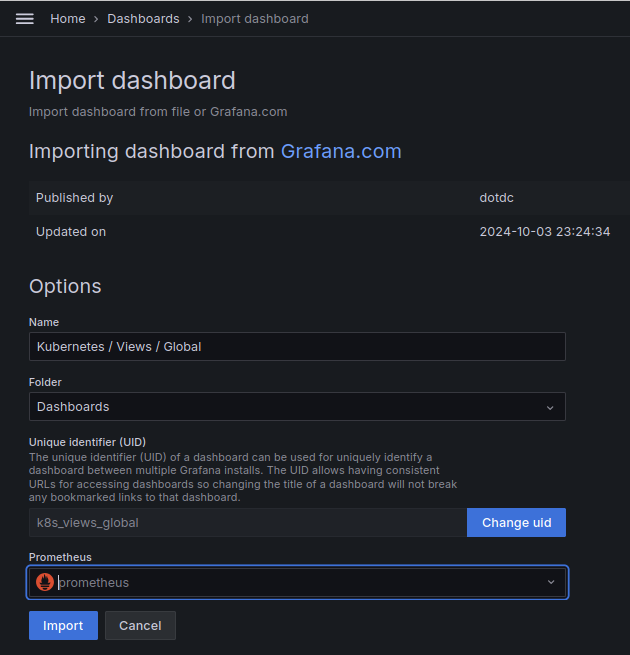 Home › Dashboards › Import dashboard
Import dashboard
Import dashboard from file or Grafana.com
Importing dashboard from Grafana.com
Published by dotdc
Updated on 2024-10-03 23:24:34
Options
Name
Kubernetes / Views / Global
Folder
Dashboards
Unique identifier (UID)
The unique identifier (UID) of a dashboard can be used for uniquely identify a
dashboard between multiple Grafana installs. The UID allows having consistent
URLs for accessing dashboards so changing the title of a dashboard will not break
any bookmarked links to that dashboard.
k8s_views_global Change uid
Prometheus
prometheus
Import Cancel